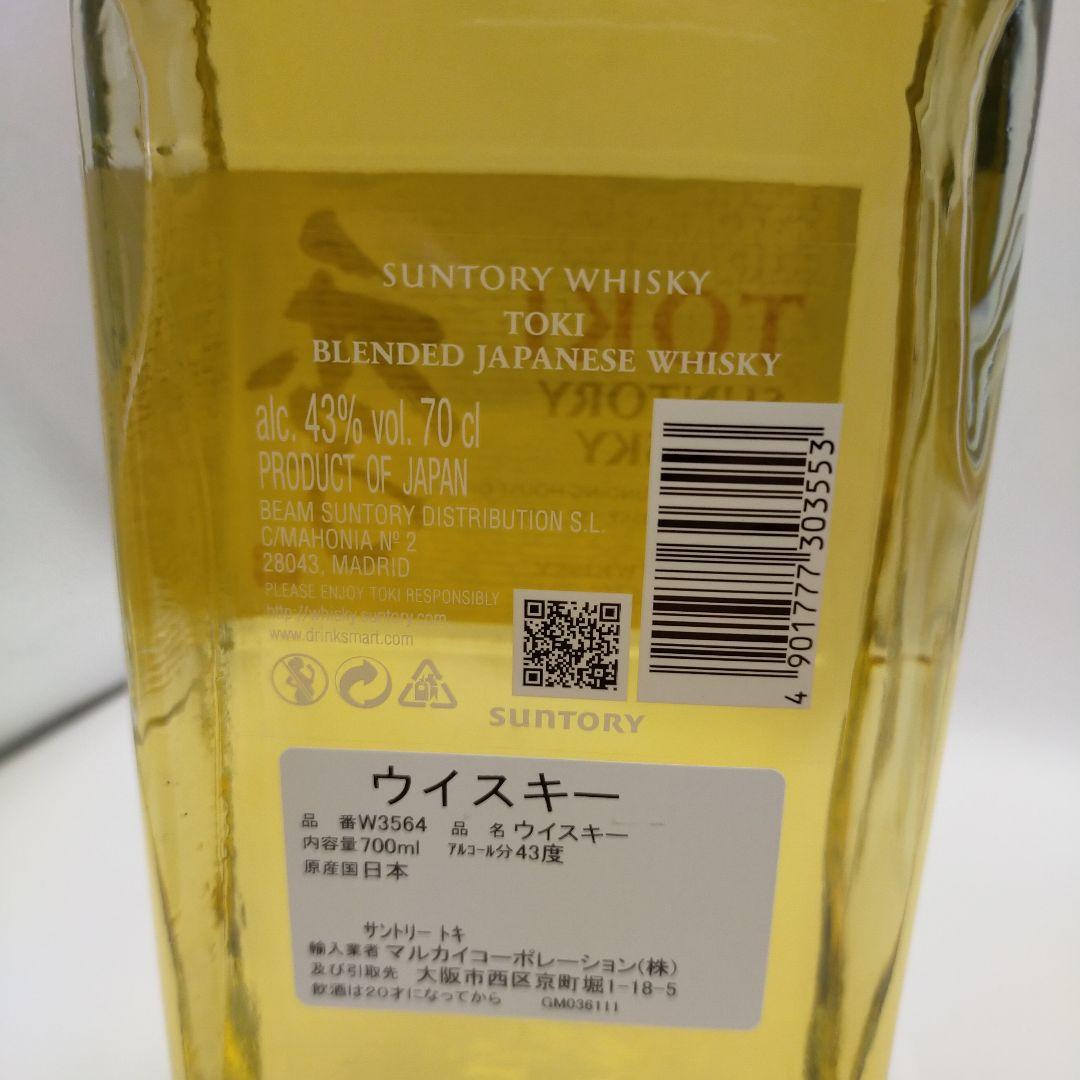 SUNTORY WHISKY
TOKI
BLENDED JAPANESE WHISKY
alc. 43% vol. 70 cl
PRODUCT OF JAPAN
BEAM SUNTORY DISTRIBUTION S.L.
C/MAHONIA Nº 2
28043, MADRID
PLEASE ENJOY TOKI RESPONSIBLY
http://whisky.suntory.com
www.drinksmart.com
4 901777 303553
SUNTORY
ウイスキー
品 番W3564 品 名 ウイスキー
内容量700ml アルコール分43度
原産国日本
サントリー トキ
輸入業者 マルカイコーポレーション(株)
及び引取先 大阪市西区京町堀1-18-5
飲酒は20才になってから GM036111
TOKI
SUNTORY